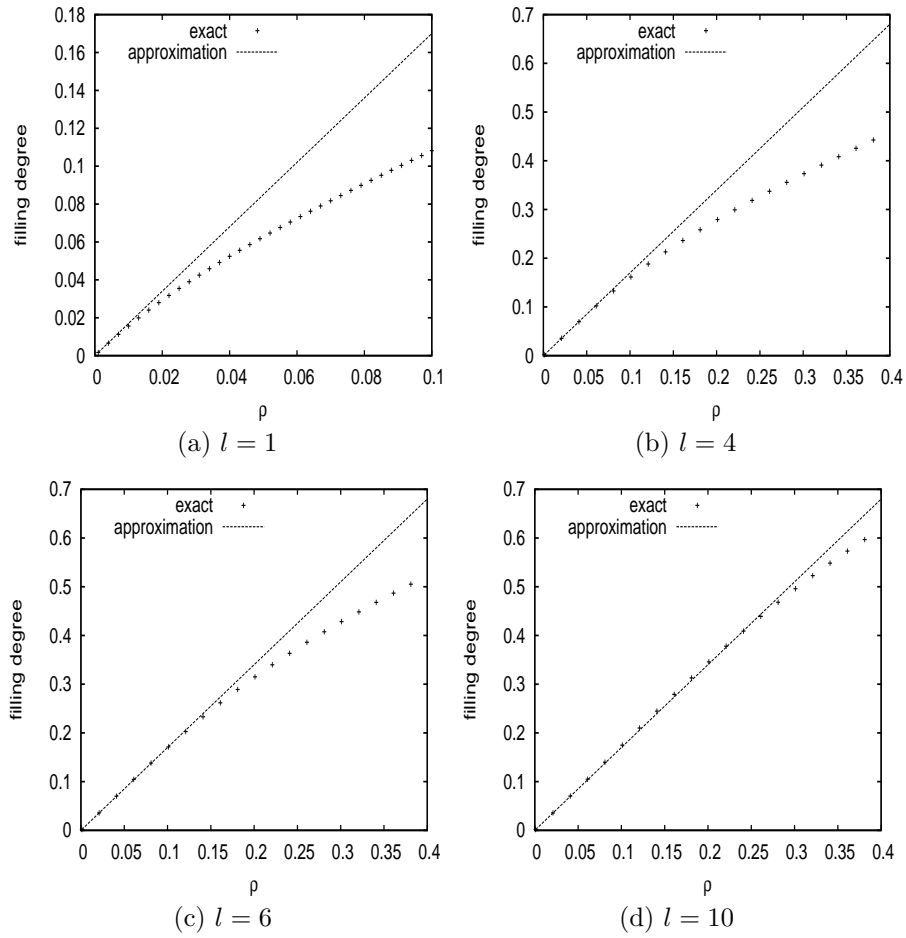 0.18
0.16
0.14
0.12
0.1
0.08
0.06
0.04
0.02
0
filling degree
exact
approximation
0 0.02 0.04 0.06 0.08 0.1
ρ
(a) l = 1
0.7
0.6
0.5
0.4
0.3
0.2
0.1
0
filling degree
exact
approximation
0 0.05 0.1 0.15 0.2 0.25 0.3 0.35 0.4
ρ
(b) l = 4
0.7
0.6
0.5
0.4
0.3
0.2
0.1
0
filling degree
exact
approximation
0 0.05 0.1 0.15 0.2 0.25 0.3 0.35 0.4
ρ
(c) l = 6
0.7
0.6
0.5
0.4
0.3
0.2
0.1
0
filling degree
exact
approximation
0 0.05 0.1 0.15 0.2 0.25 0.3 0.35 0.4
ρ
(d) l = 10